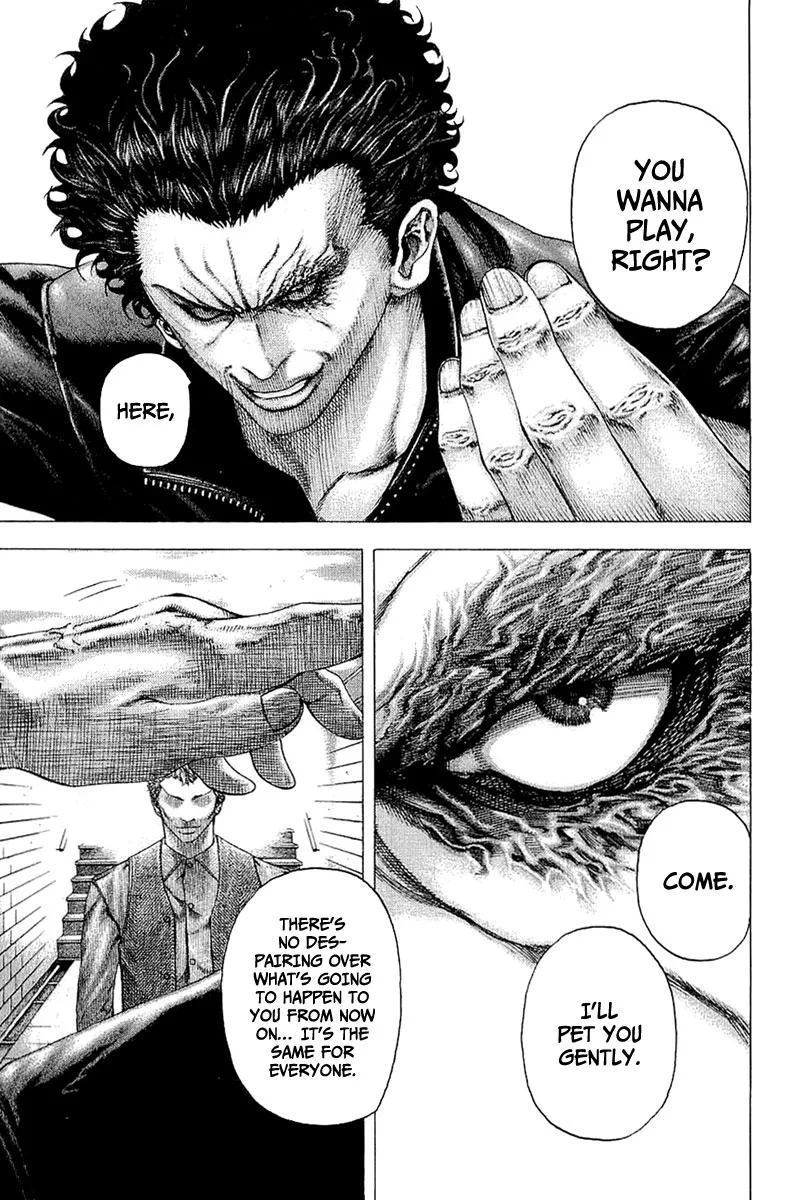 YOU
WANNA
PLAY,
RIGHT?
HERE,
COME.
I'LL
PET YOU
GENTLY.
THERE'S
NO DES-
PAIRING OVER
WHAT'S GOING
TO HAPPEN TO
YOU FROM NOW
ON... IT'S THE
SAME FOR
EVERYONE.